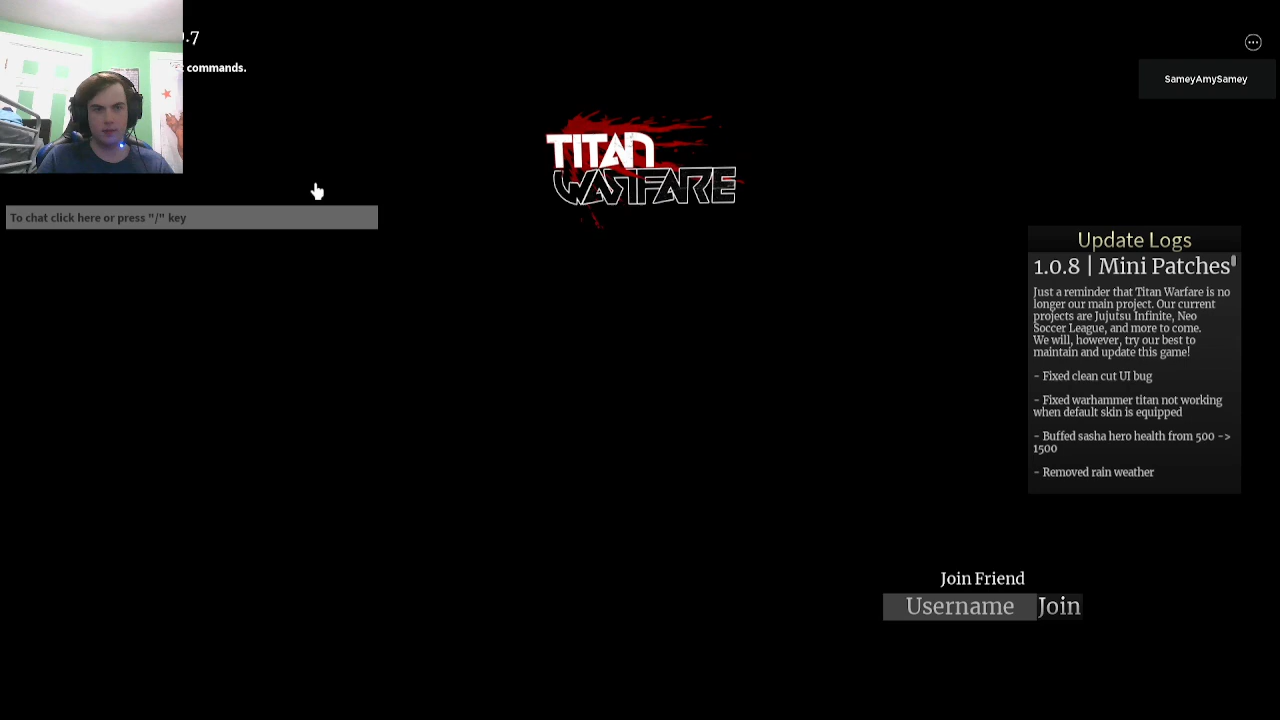 .7
commands.
SameyAmySamey
TITAN
WARFARE
To chat click here or press "/" key
Update Logs
1.0.8 | Mini Patches
Just a reminder that Titan Warfare is no
longer our main project. Our current
projects are Jujutsu Infinite, Neo
Soccer League, and more to come.
We will, however, try our best to
maintain and update this game!
- Fixed clean cut UI bug
- Fixed warhammer titan not working
when default skin is equipped
- Buffed sasha hero health from 500 ->
1500
- Removed rain weather
Join Friend
Username
Join